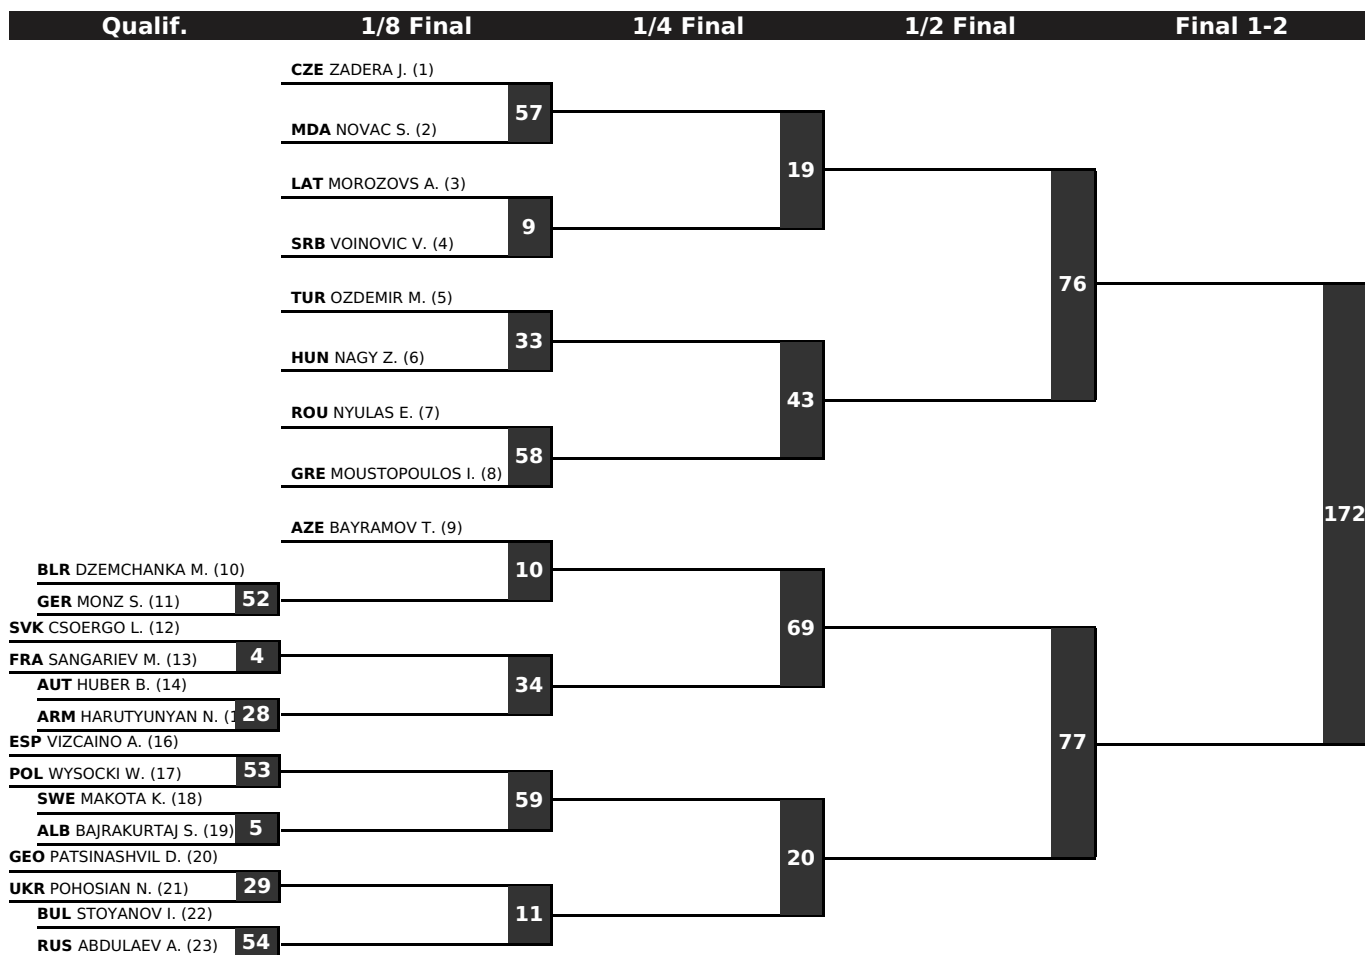 Qualif. 1/8 Final 1/4 Final 1/2 Final Final 1-2
CZE ZADERA J. (1)
57
MDA NOVAC S. (2)
19
LAT MOROZOVS A. (3)
9
SRB VOINOVIC V. (4)
76
TUR OZDEMIR M. (5)
33
HUN NAGY Z. (6)
43
ROU NYULAS E. (7)
58
GRE MOUSTOPOULOS I. (8)
172
AZE BAYRAMOV T. (9)
10
BLR DZEMCHANKA M. (10)
GER MONZ S. (11) 52
SVK CSOERGO L. (12)
69
FRA SANGARIEV M. (13) 4
34
AUT HUBER B. (14)
ARM HARUTYUNYAN N. (1 28
77
ESP VIZCAINO A. (16)
POL WYSOCKI W. (17) 53
59
SWE MAKOTA K. (18)
ALB BAJRAKURTAJ S. (19) 5
20
GEO PATSINASHVIL D. (20)
UKR POHOSIAN N. (21) 29
11
BUL STOYANOV I. (22)
RUS ABDULAEV A. (23) 54